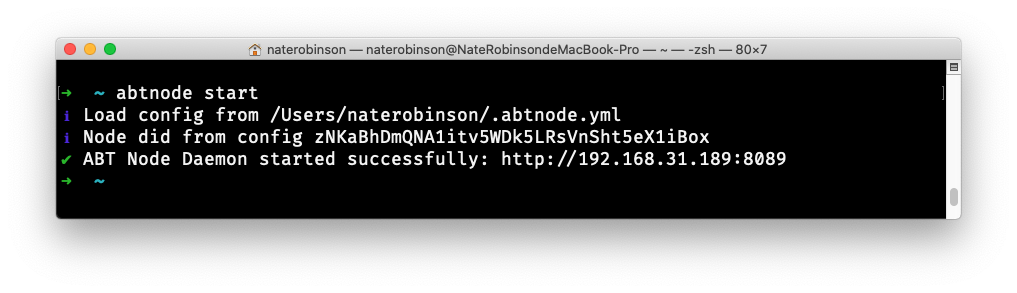 naterobinson — naterobinson@NateRobinsondeMacBook-Pro — ~ — -zsh — 80×7
[➜ ~ abtnode start ]
ℹ Load config from /Users/naterobinson/.abtnode.yml
ℹ Node did from config zNKaBhDmQNA1itv5WDk5LRsVnSht5eX1iBox
✔ ABT Node Daemon started successfully: http://192.168.31.189:8089
➜ ~